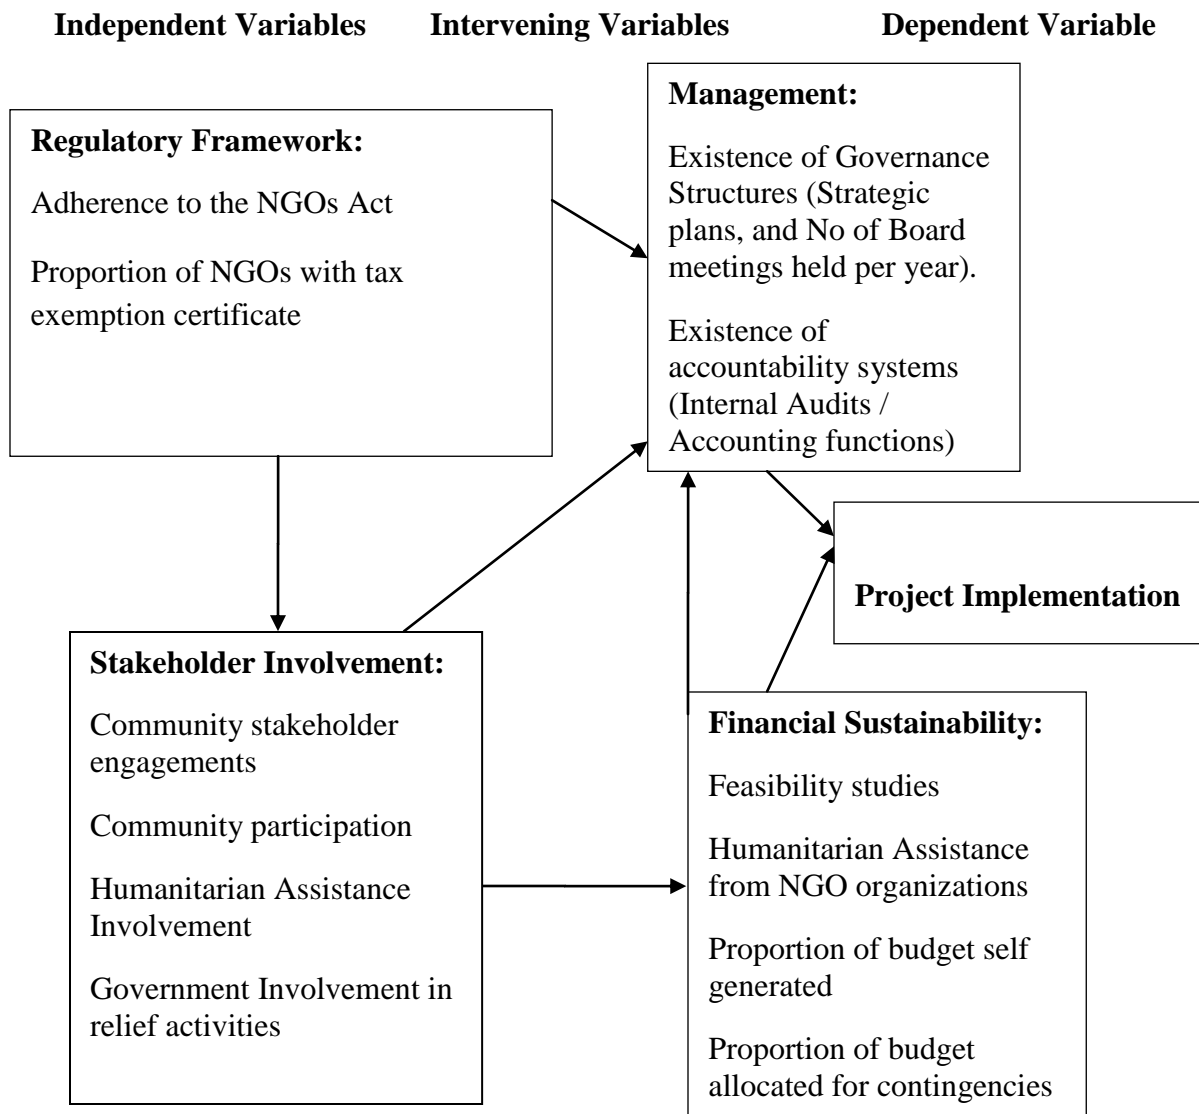 Independent Variables
Intervening Variables
Dependent Variable
Regulatory Framework:
Adherence to the NGOs Act
Proportion of NGOs with tax
exemption certificate
Management:
Existence of Governance
Structures (Strategic
plans, and No of Board
meetings held per year).
Existence of
accountability systems
(Internal Audits /
Accounting functions)
Project Implementation
Stakeholder Involvement:
Community stakeholder
engagements
Community participation
Humanitarian Assistance
Involvement
Government Involvement in
relief activities
Financial Sustainability:
Feasibility studies
Humanitarian Assistance
from NGO organizations
Proportion of budget self
generated
Proportion of budget
allocated for contingencies